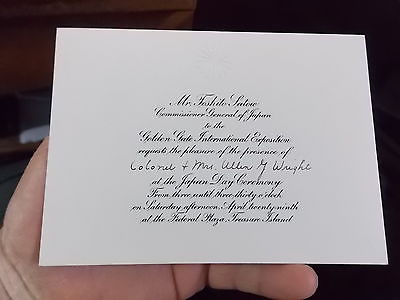 Mr. Toshito Satow
Commissioner General of Japan
to the
Golden Gate International Exposition
requests the pleasure of the presence of
Colonel & Mrs Allen G Wright
at the Japan Day Ceremony
From three until three thirty o'clock
on Saturday afternoon, April twenty-ninth
at the Federal Plaza, Treasure Island